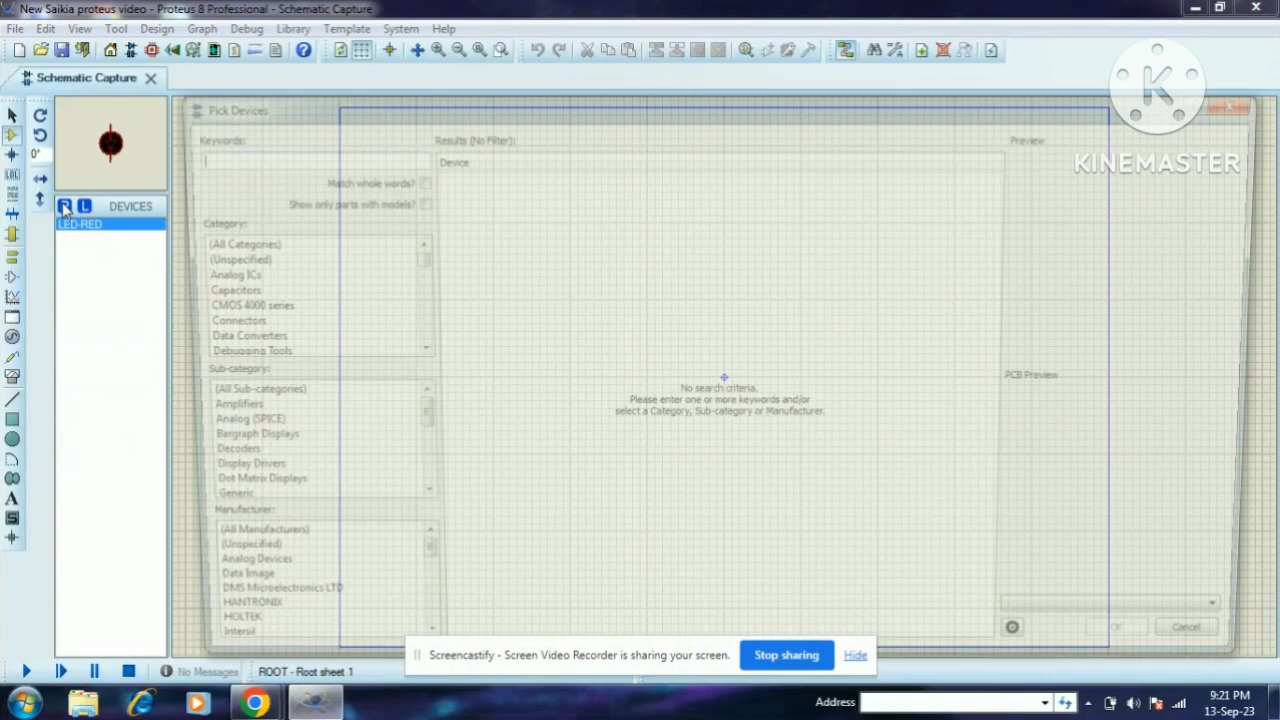 New Saikia proteus video - Proteus 8 Professional - Schematic Capture
File Edit View Tool Design Graph Debug Library Template System Help
Schematic Capture
K
KINEMASTER
Pick Devices
Keywords:
Results (No Filter):
Preview
Device
0°
Match whole words?
Show only parts with models?
L DEVICES
LED-RED
Category:
(All Categories)
(Unspecified)
Analog ICs
Capacitors
CMOS 4000 series
Connectors
Data Converters
Debugging Tools
Sub-category:
(All Sub-categories)
Amplifiers
Analog (SPICE)
Bargraph Displays
Decoders
Display Drivers
Dot Matrix Displays
Generic
No search criteria.
Please enter one or more keywords and/or
select a Category, Sub-category or Manufacturer.
PCB Preview
Manufacturer:
(All Manufacturers)
(Unspecified)
Analog Devices
Data Image
DMS Microelectronics LTD
HANTRONIX
HOLTEK
Intersil
Cancel
Screencastify - Screen Video Recorder is sharing your screen.
Stop sharing
Hide
No Messages
ROOT - Root sheet 1
Address
9:21 PM
13-Sep-23